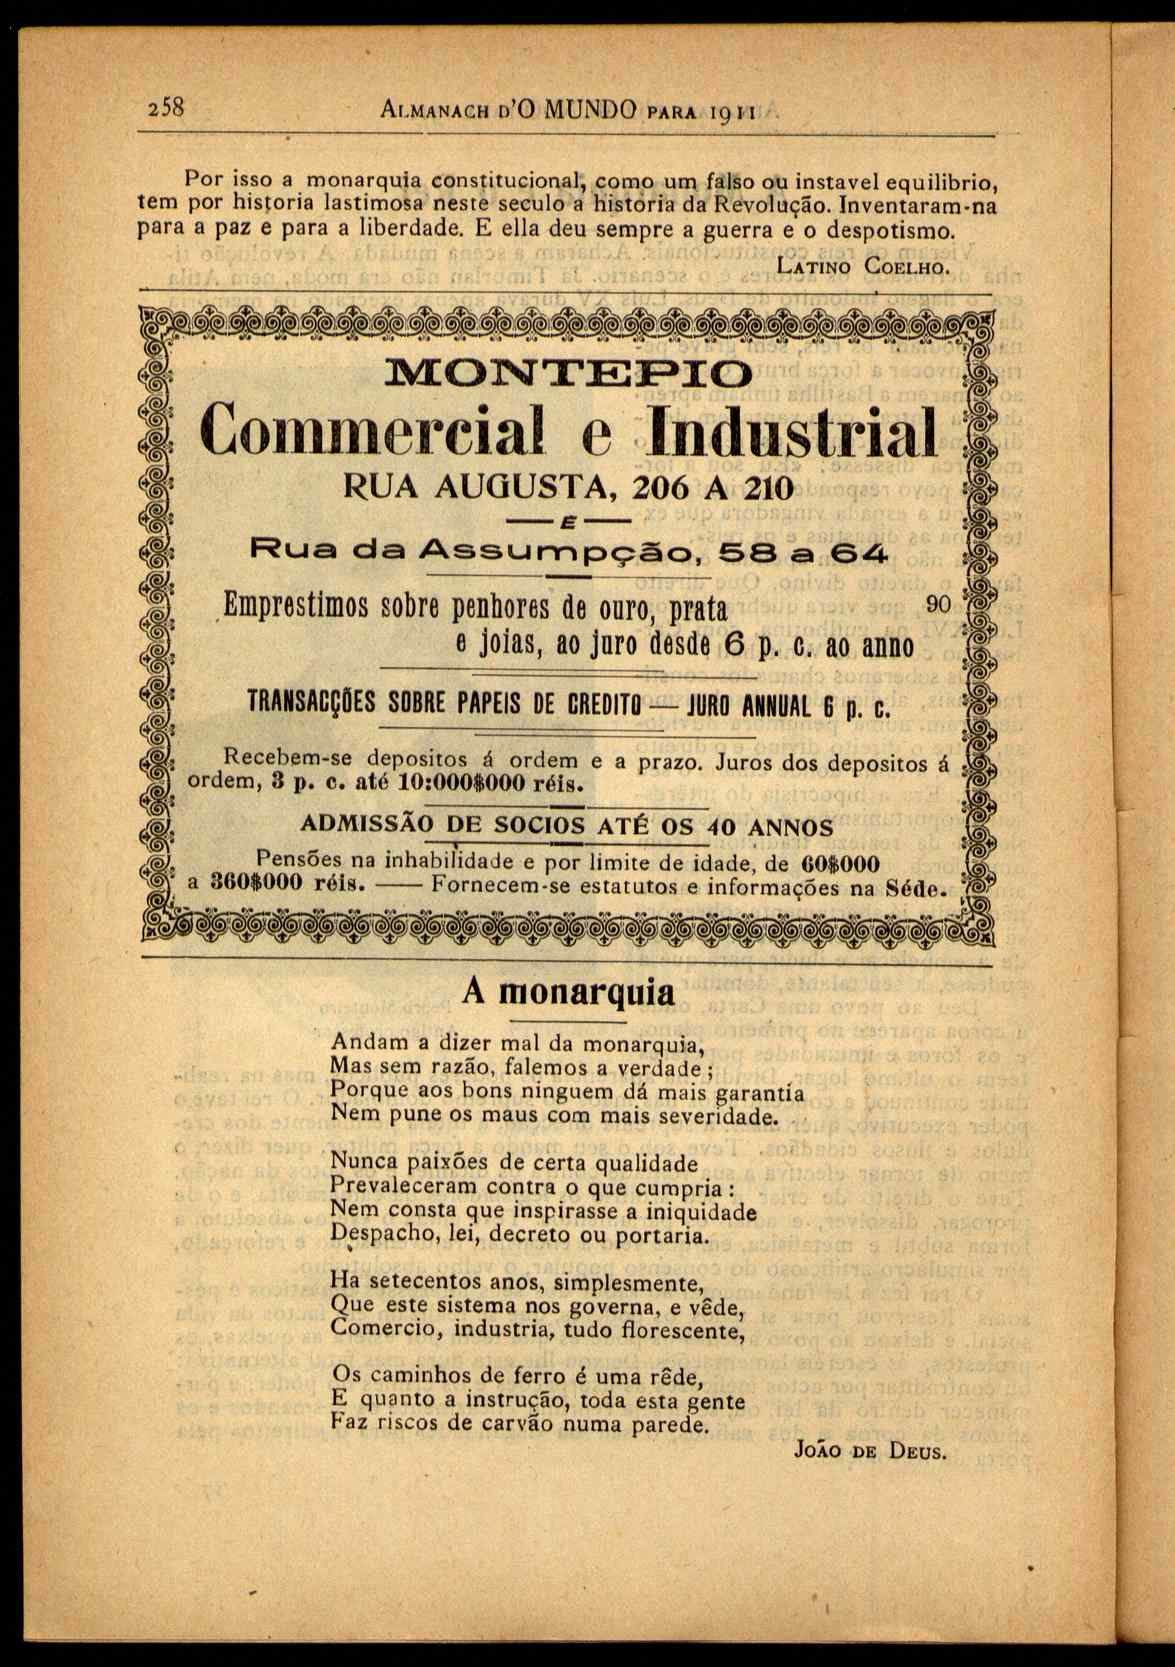 258
ALMANACH D'O MUNDO PARA 1911
Por isso a monarquia constitucional, como um falso ou instavel equilibrio,
tem por historia lastimosa neste seculo a historia da Revolução. Inventaram-na
para a paz e para a liberdade. E ella deu sempre a guerra e o despotismo.
LATINO COELHO.
MONTEPIO
Commercial e Industrial
RUA AUGUSTA, 206 A 210
— E —
Rua da Assumpção, 58 a 64
Emprestimos sobre penhores de ouro, prata 90
e joias, ao juro desde 6 p. c. ao anno
TRANSACÇÕES SOBRE PAPEIS DE CREDITO — JURO ANNUAL 6 p. c.
Recebem-se depositos á ordem e a prazo. Juros dos depositos á
ordem, 3 p. c. até 10:000$000 réis.
ADMISSÃO DE SOCIOS ATÉ OS 40 ANNOS
Pensões na inhabilidade e por limite de idade, de 60$000
a 360$000 réis. — Fornecem-se estatutos e informações na Séde.
A monarquia
Andam a dizer mal da monarquia,
Mas sem razão, falemos a verdade;
Porque aos bons ninguem dá mais garantia
Nem pune os maus com mais severidade.
Nunca paixões de certa qualidade
Prevaleceram contra o que cumpria:
Nem consta que inspirasse a iniquidade
Despacho, lei, decreto ou portaria.
Ha setecentos anos, simplesmente,
Que este sistema nos governa, e vêde,
Comercio, industria, tudo florescente,
Os caminhos de ferro é uma rêde,
E quanto a instrução, toda esta gente
Faz riscos de carvão numa parede.
JOÃO DE DEUS.